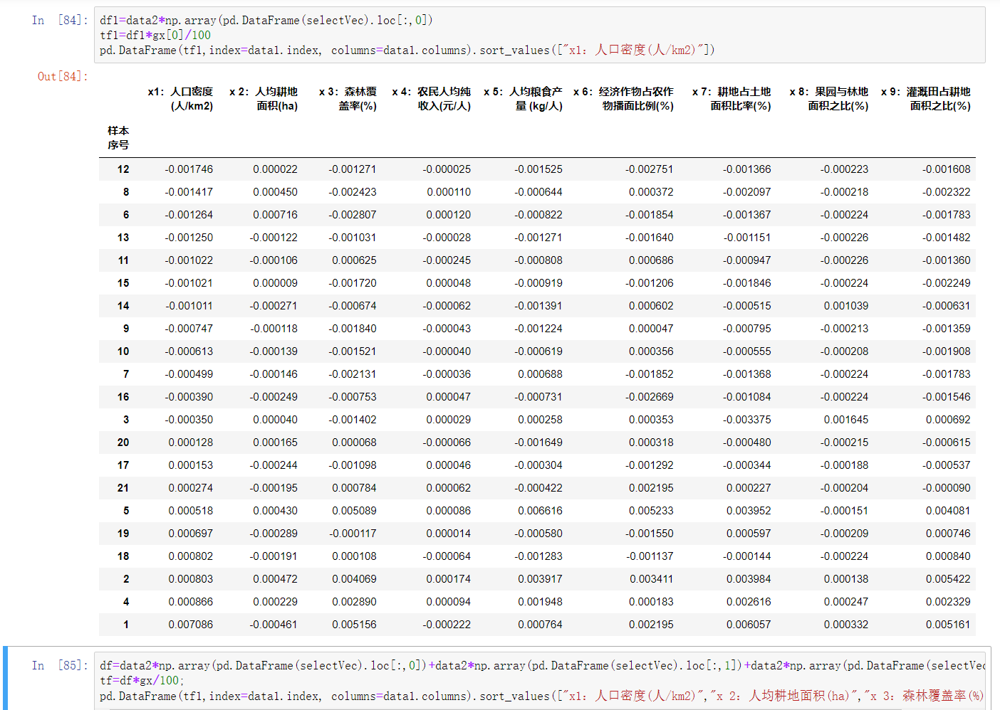 In [84]: df1=data2*np.array(pd.DataFrame(selectVec).loc[:,0])
tf1=df1*gx[0]/100
pd.DataFrame(tf1,index=data1.index, columns=data1.columns).sort_values(["x1：人口密度(人/km2)"])
Out[84]:
x1：人口密度 x 2：人均耕地 x 3：森林覆 x 4：农民人均纯 x 5：人均粮食产 x 6：经济作物占农作 x 7：耕地占土地 x 8：果园与林地 x 9：灌溉田占耕地
(人/km2) 面积(ha) 盖率(%) 收入(元/人) 量 (kg/人) 物播面比例(%) 面积比率(%) 面积之比(%) 面积之比(%)
样本
序号
12 -0.001746 0.000022 -0.001271 -0.000025 -0.001525 -0.002751 -0.001366 -0.000223 -0.001608
8 -0.001417 0.000450 -0.002423 0.000110 -0.000644 0.000372 -0.002097 -0.000218 -0.002322
6 -0.001264 0.000716 -0.002807 0.000120 -0.000822 -0.001854 -0.001367 -0.000224 -0.001783
13 -0.001250 -0.000122 -0.001031 -0.000028 -0.001271 -0.001640 -0.001151 -0.000226 -0.001482
11 -0.001022 -0.000106 0.000625 -0.000245 -0.000808 0.000686 -0.000947 -0.000226 -0.001360
15 -0.001021 0.000009 -0.001720 0.000048 -0.000919 -0.001206 -0.001846 -0.000224 -0.002249
14 -0.001011 -0.000271 -0.000674 -0.000062 -0.001391 0.000602 -0.000515 0.001039 -0.000631
9 -0.000747 -0.000118 -0.001840 -0.000043 -0.001224 0.000047 -0.000795 -0.000213 -0.001359
10 -0.000613 -0.000139 -0.001521 -0.000040 -0.000619 0.000356 -0.000555 -0.000208 -0.001908
7 -0.000499 -0.000146 -0.002131 -0.000036 0.000688 -0.001852 -0.001368 -0.000224 -0.001783
16 -0.000390 -0.000249 -0.000753 0.000047 -0.000731 -0.002669 -0.001084 -0.000224 -0.001546
3 -0.000350 0.000040 -0.001402 0.000029 0.000258 0.000353 -0.003375 0.001645 0.000692
20 0.000128 0.000165 0.000068 -0.000066 -0.001649 0.000318 -0.000480 -0.000215 -0.000615
17 0.000153 -0.000244 -0.001098 0.000046 -0.000304 -0.001292 -0.000344 -0.000188 -0.000537
21 0.000274 -0.000195 0.000784 0.000062 -0.000422 0.002195 0.000227 -0.000204 -0.000090
5 0.000518 0.000430 0.005089 0.000086 0.006616 0.005233 0.003952 -0.000151 0.004081
19 0.000697 -0.000289 -0.000117 0.000014 -0.000580 -0.001550 0.000597 -0.000209 0.000746
18 0.000802 -0.000191 0.000108 -0.000064 -0.001283 -0.001137 -0.000144 -0.000224 0.000840
2 0.000803 0.000472 0.004069 0.000174 0.003917 0.003411 0.003984 0.000138 0.005422
4 0.000866 0.000229 0.002890 0.000094 0.001948 0.000183 0.002616 0.000247 0.002329
1 0.007086 -0.000461 0.005156 -0.000222 0.000764 0.002195 0.006057 0.000332 0.005161
In [85]: df=data2*np.array(pd.DataFrame(selectVec).loc[:,0])+data2*np.array(pd.DataFrame(selectVec).loc[:,1])+data2*np.array(pd.DataFrame(selectVec
tf=df*gx/100;
pd.DataFrame(tf1,index=data1.index, columns=data1.columns).sort_values(["x1：人口密度(人/km2)","x 2：人均耕地面积(ha)","x 3：森林覆盖率(%)